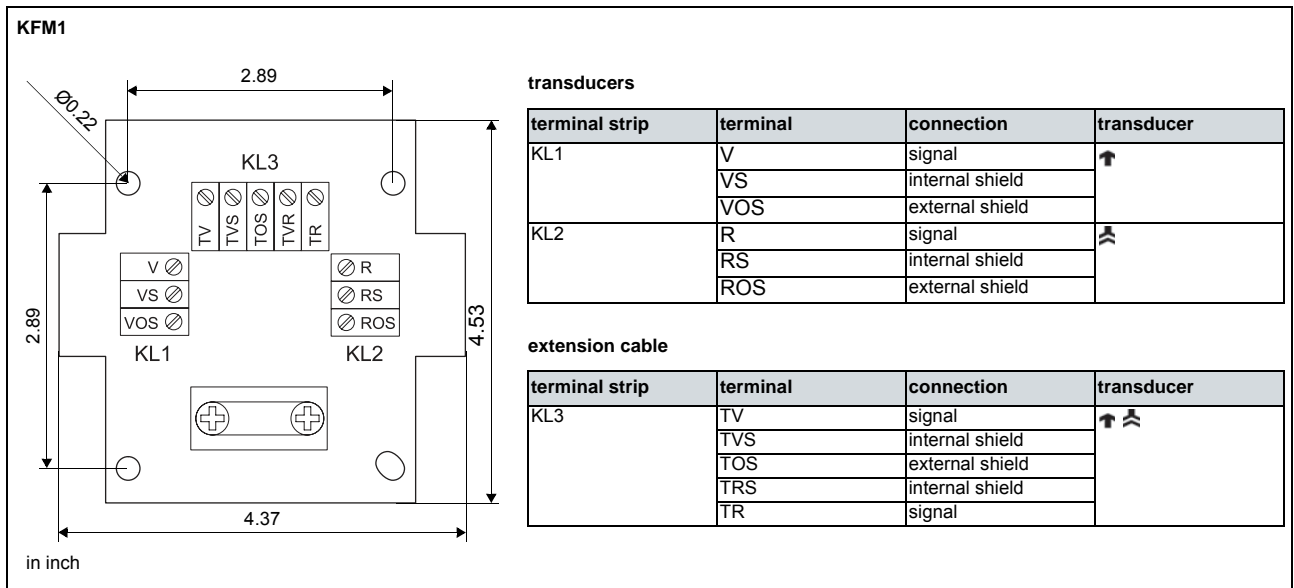 KFM1
2.89
Ø0.22
KL3
TV TVS TOS TVR TR
V R
VS RS
VOS ROS
KL1 KL2
2.89
4.53
4.37
in inch
transducers
terminal strip terminal connection transducer
KL1 V signal
VS internal shield
VOS external shield
KL2 R signal
RS internal shield
ROS external shield
extension cable
terminal strip terminal connection transducer
KL3 TV signal
TVS internal shield
TOS external shield
TRS internal shield
TR signal